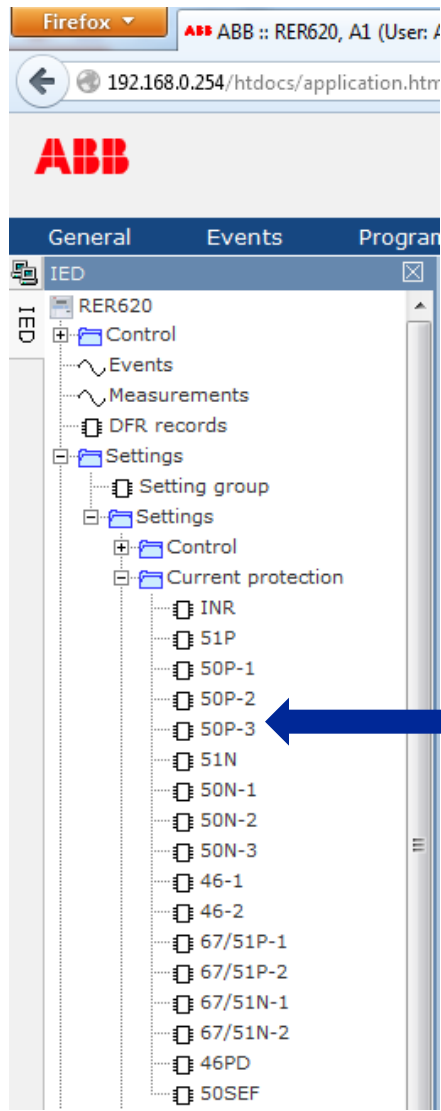 Firefox
ABB ABB :: RER620, A1 (User: A
192.168.0.254/htdocs/application.htm
ABB
General Events Program
IED
IED
RER620
Control
Events
Measurements
DFR records
Settings
Setting group
Settings
Control
Current protection
INR
51P
50P-1
50P-2
50P-3
51N
50N-1
50N-2
50N-3
46-1
46-2
67/51P-1
67/51P-2
67/51N-1
67/51N-2
46PD
50SEF